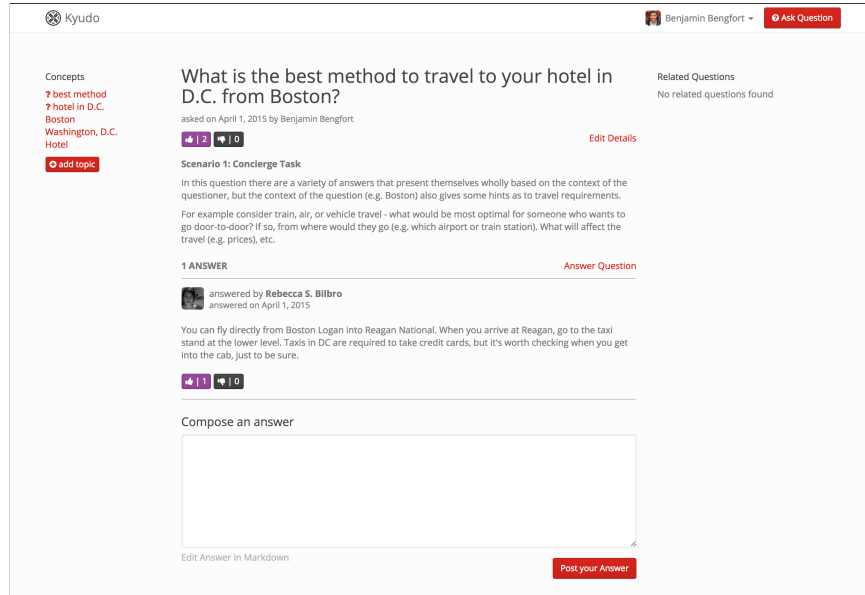 Kyudo
Benjamin Bengfort
Ask Question
Concepts
? best method
? hotel in D.C.
Boston
Washington, D.C.
Hotel
add topic
What is the best method to travel to your hotel in
D.C. from Boston?
asked on April 1, 2015 by Benjamin Bengfort
| 2 | 0
Edit Details
Scenario 1: Concierge Task
In this question there are a variety of answers that present themselves wholly based on the context of the
questioner, but the context of the question (e.g. Boston) also gives some hints as to travel requirements.
For example consider train, air, or vehicle travel - what would be most optimal for someone who wants to
go door-to-door? If so, from where would they go (e.g. which airport or train station). What will affect the
travel (e.g. prices), etc.
1 ANSWER
Answer Question
answered by Rebecca S. Bilbro
answered on April 1, 2015
You can fly directly from Boston Logan into Reagan National. When you arrive at Reagan, go to the taxi
stand at the lower level. Taxis in DC are required to take credit cards, but it's worth checking when you get
into the cab, just to be sure.
| 1 | 0
Compose an answer
Edit Answer in Markdown
Post your Answer
Related Questions
No related questions found